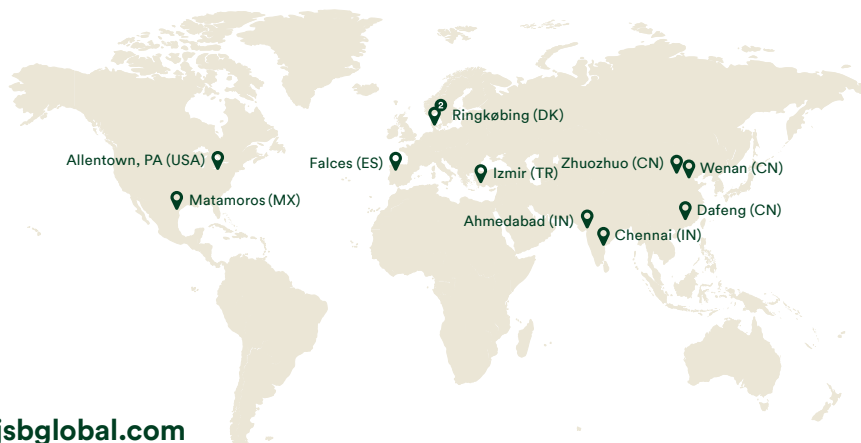 2
Ringkøbing (DK)
Allentown, PA (USA)
Falces (ES)
Izmir (TR)
Zhuozhuo (CN)
Wenan (CN)
Matamoros (MX)
Ahmedabad (IN)
Dafeng (CN)
Chennai (IN)
jsbglobal.com